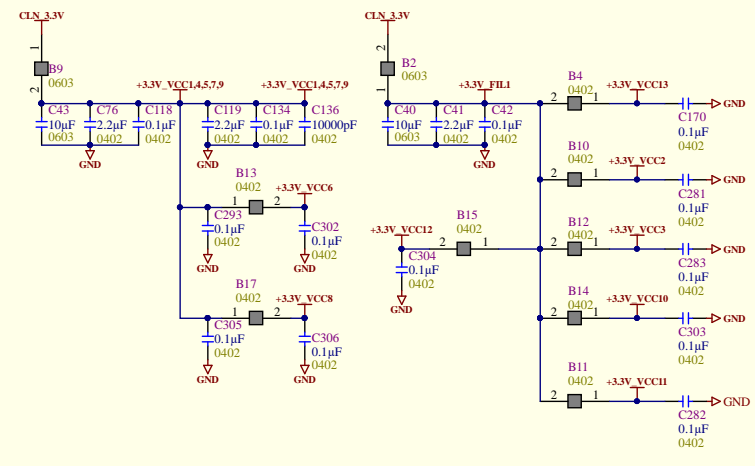 CLN_3.3V
1
B9
0603
2
+3.3V_VCC1,4,5,7,9
+3.3V_VCC1,4,5,7,9
C43
10µF
0603
C76
2.2µF
0402
C118
0.1µF
0402
C119
2.2µF
0402
C134
0.1µF
0402
C136
10000pF
0402
GND
GND
B13
0402
1
2
+3.3V_VCC6
C293
0.1µF
0402
GND
C302
0.1µF
0402
GND
B17
0402
1
2
+3.3V_VCC8
C305
0.1µF
0402
GND
C306
0.1µF
0402
GND
CLN_3.3V
2
B2
0603
1
+3.3V_FIL1
C40
10µF
0603
C41
2.2µF
0402
C42
0.1µF
0402
GND
B4
0402
2
1
+3.3V_VCC13
C170
0.1µF
0402
GND
B10
0402
2
1
+3.3V_VCC2
C281
0.1µF
0402
GND
+3.3V_VCC12
B15
0402
2
1
C304
0.1µF
0402
GND
B12
0402
2
1
+3.3V_VCC3
C283
0.1µF
0402
GND
B14
0402
2
1
+3.3V_VCC10
C303
0.1µF
0402
GND
B11
0402
2
1
+3.3V_VCC11
C282
0.1µF
0402
GND